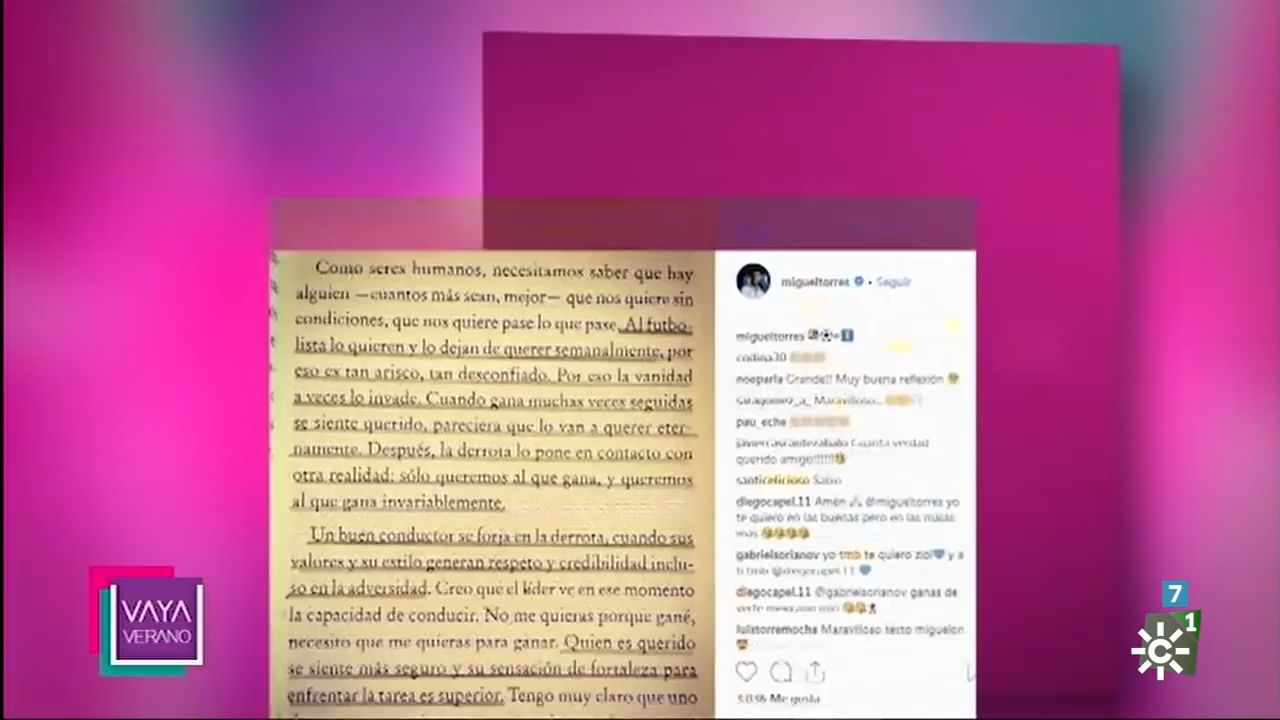 Como seres humanos, necesitamos saber que hay
alguien —cuantos más sean, mejor— que nos quiere sin
condiciones, que nos quiere pase lo que pase. Al futbo-
lista lo quieren y lo dejan de querer semanalmente, por
eso es tan arisco, tan desconfiado. Por eso la vanidad
a veces lo invade. Cuando gana muchas veces seguidas
se siente querido, pareciera que lo van a querer eter-
namente. Después, la derrota lo pone en contacto con
otra realidad: sólo queremos al que gana, y queremos
al que gana invariablemente.
Un buen conductor se forja en la derrota, cuando sus
valores y su estilo generan respeto y credibilidad inclu-
so en la adversidad. Creo que el líder ve en ese momento
la capacidad de conducir. No me quieras porque gané,
necesito que me quieras para ganar. Quien es querido
se siente más seguro y su sensación de fortaleza para
enfrentar la tarea es superior. Tengo muy claro que uno
migueltorres • Seguir
migueltorres
codina30
noeparla Grande!! Muy buena reflexión
Maravilloso...
pau_eche
Cuanta verdad
querido amigo!!!!!!
santicelicioso Sabio
diegocapel.11 Amén @migueltorres yo
te quiero en las buenas pero en las malas
más
gabrielsorianov yo tmb te quiero zio! y a
ti tmb @diegocapel.11
diegocapel.11 @gabrielsorianov ganas de
verte mexicano mío
luistorremocha Maravilloso texto miguelon
Me gusta
VAYA
VERANO
7
1
C